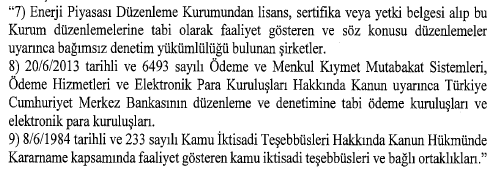 “7) Enerji Piyasası Düzenleme Kurumundan lisans, sertifika veya yetki belgesi alıp bu
Kurum düzenlemelerine tabi olarak faaliyet gösteren ve söz konusu düzenlemeler
uyarınca bağımsız denetim yükümlülüğü bulunan şirketler.
8) 20/6/2013 tarihli ve 6493 sayılı Ödeme ve Menkul Kıymet Mutabakat Sistemleri,
Ödeme Hizmetleri ve Elektronik Para Kuruluşları Hakkında Kanun uyarınca Türkiye
Cumhuriyet Merkez Bankasının düzenleme ve denetimine tabi ödeme kuruluşları ve
elektronik para kuruluşları.
9) 8/6/1984 tarihli ve 233 sayılı Kamu İktisadi Teşebbüsleri Hakkında Kanun Hükmünde
Kararname kapsamında faaliyet gösteren kamu iktisadi teşebbüsleri ve bağlı ortaklıkları.”